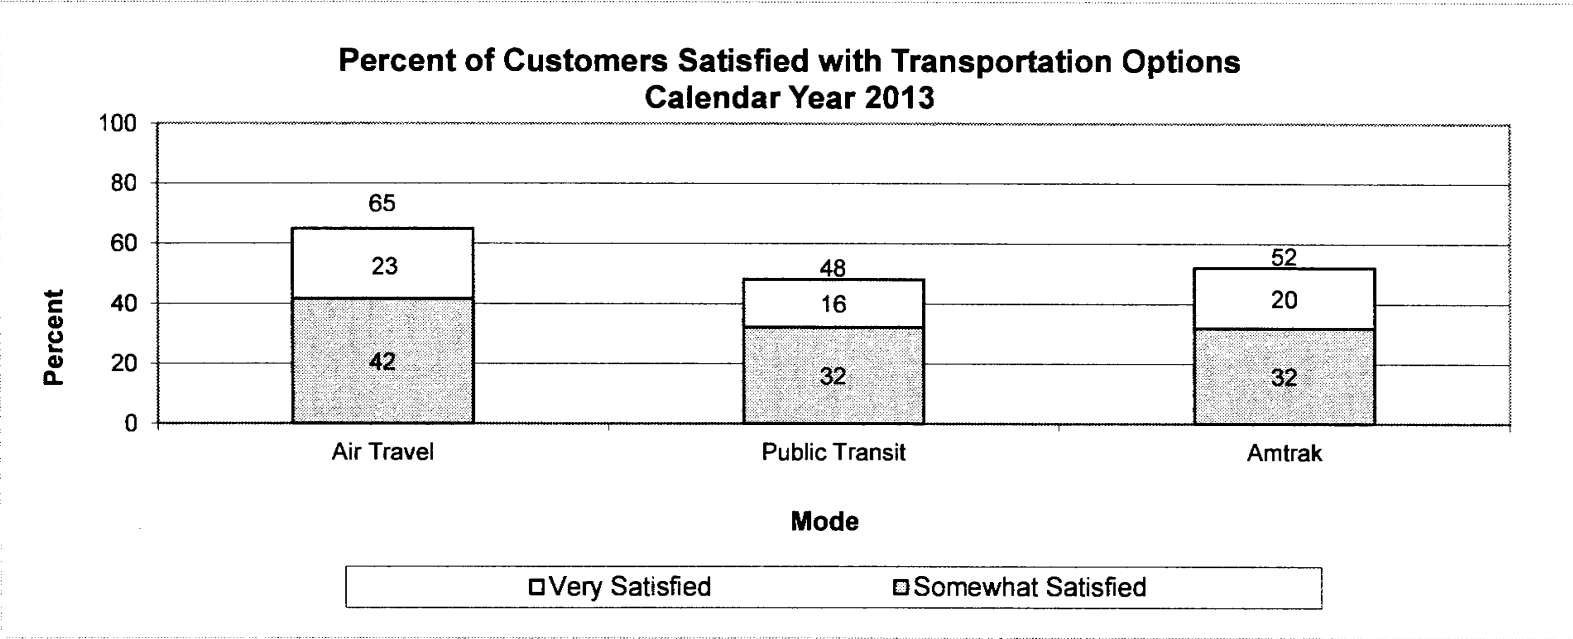 Percent of Customers Satisfied with Transportation Options
Calendar Year 2013
100
80
60
40
20
0
Percent
65
23
42
48
16
32
52
20
32
Air Travel
Public Transit
Amtrak
Mode
Very Satisfied
Somewhat Satisfied